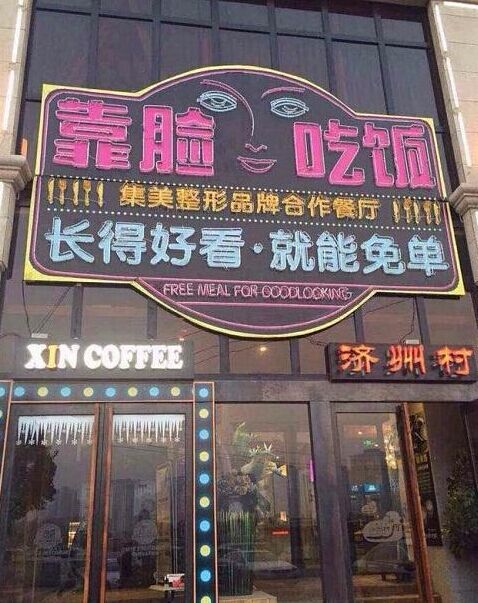 靠脸吃饭
集美整形品牌合作餐厅
长得好看·就能免单
FREE MEAL FOR GOODLOOKING
XIN COFFEE
济州村